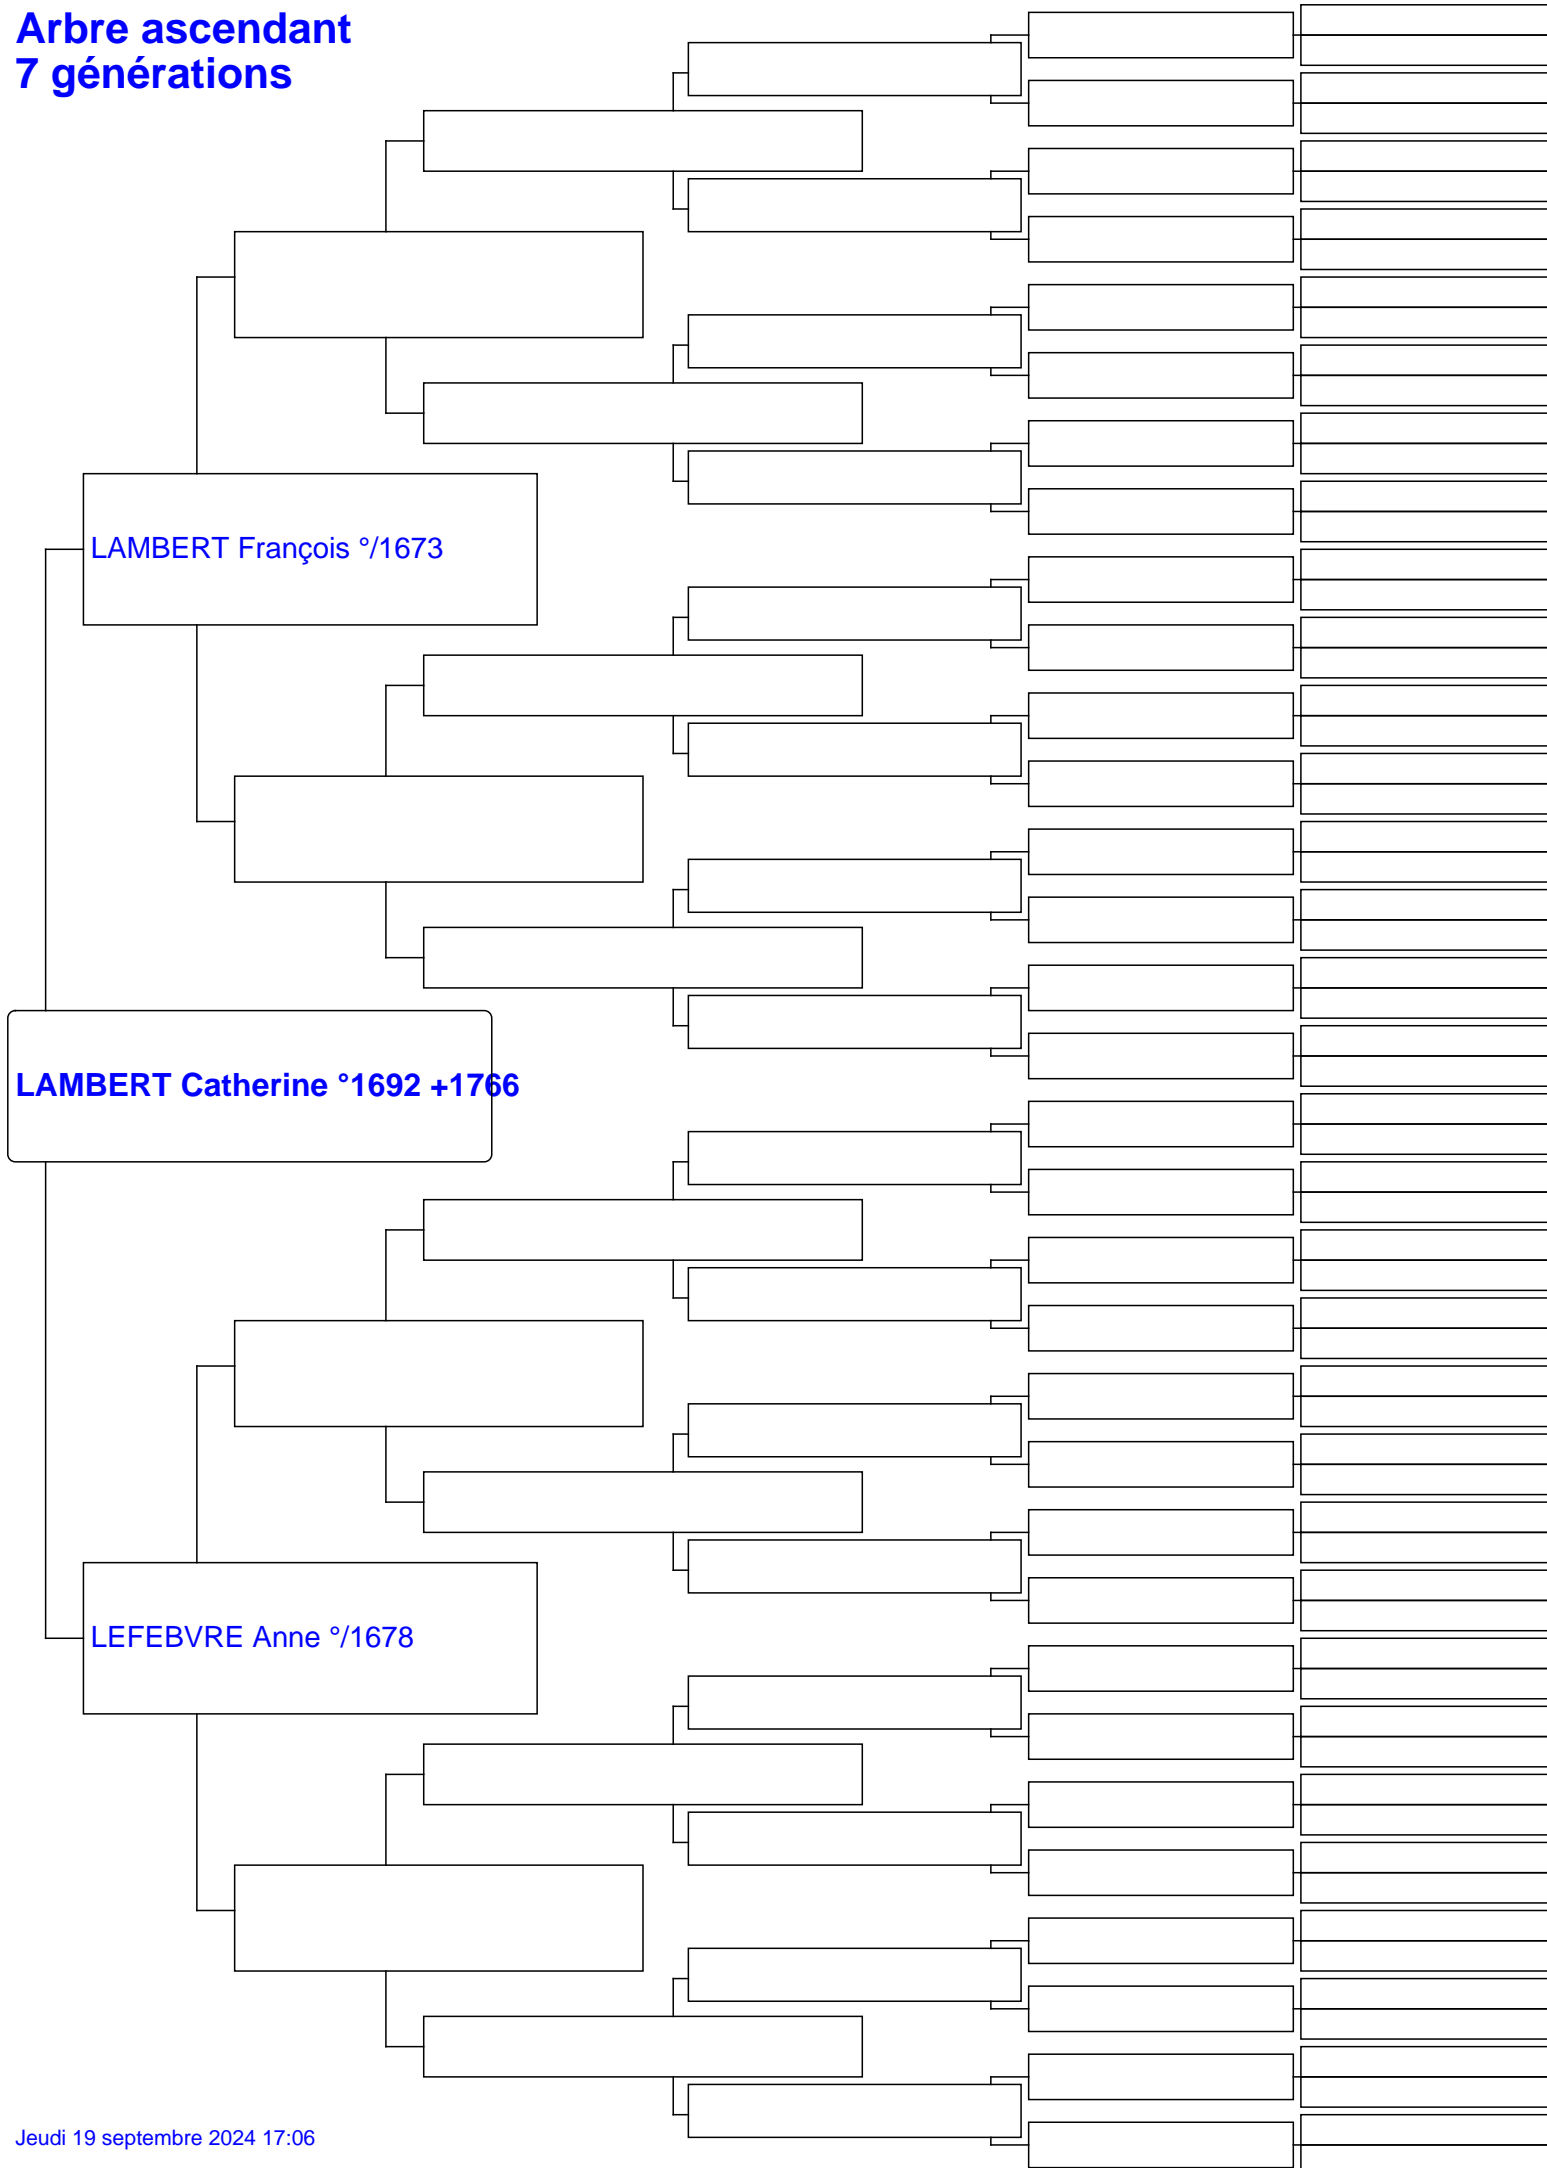 Arbre ascendant
7 générations
LAMBERT François °/1673
LAMBERT Catherine °1692 +1766
LEFEBVRE Anne °/1678
Jeudi 19 septembre 2024 17:06